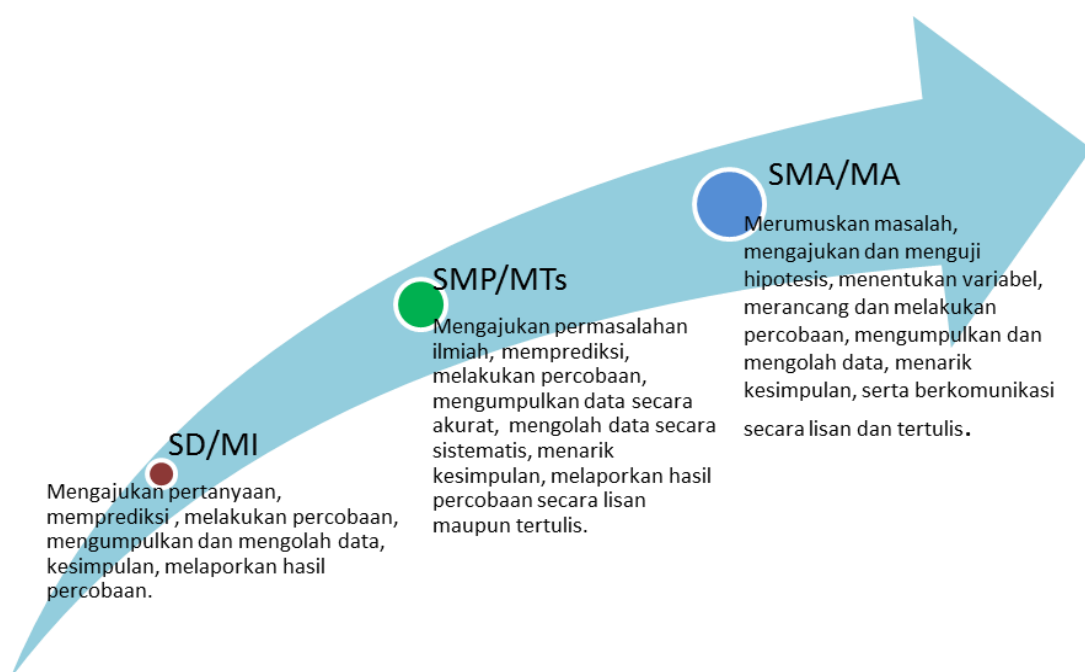 SD/MI
Mengajukan pertanyaan,
memprediksi , melakukan percobaan,
mengumpulkan dan mengolah data,
kesimpulan, melaporkan hasil
percobaan.
SMP/MTs
Mengajukan permasalahan
ilmiah, memprediksi,
melakukan percobaan,
mengumpulkan data secara
akurat, mengolah data secara
sistematis, menarik
kesimpulan, melaporkan hasil
percobaan secara lisan
maupun tertulis.
SMA/MA
Merumuskan masalah,
mengajukan dan menguji
hipotesis, menentukan variabel,
merancang dan melakukan
percobaan, mengumpulkan dan
mengolah data, menarik
kesimpulan, serta berkomunikasi
secara lisan dan tertulis.